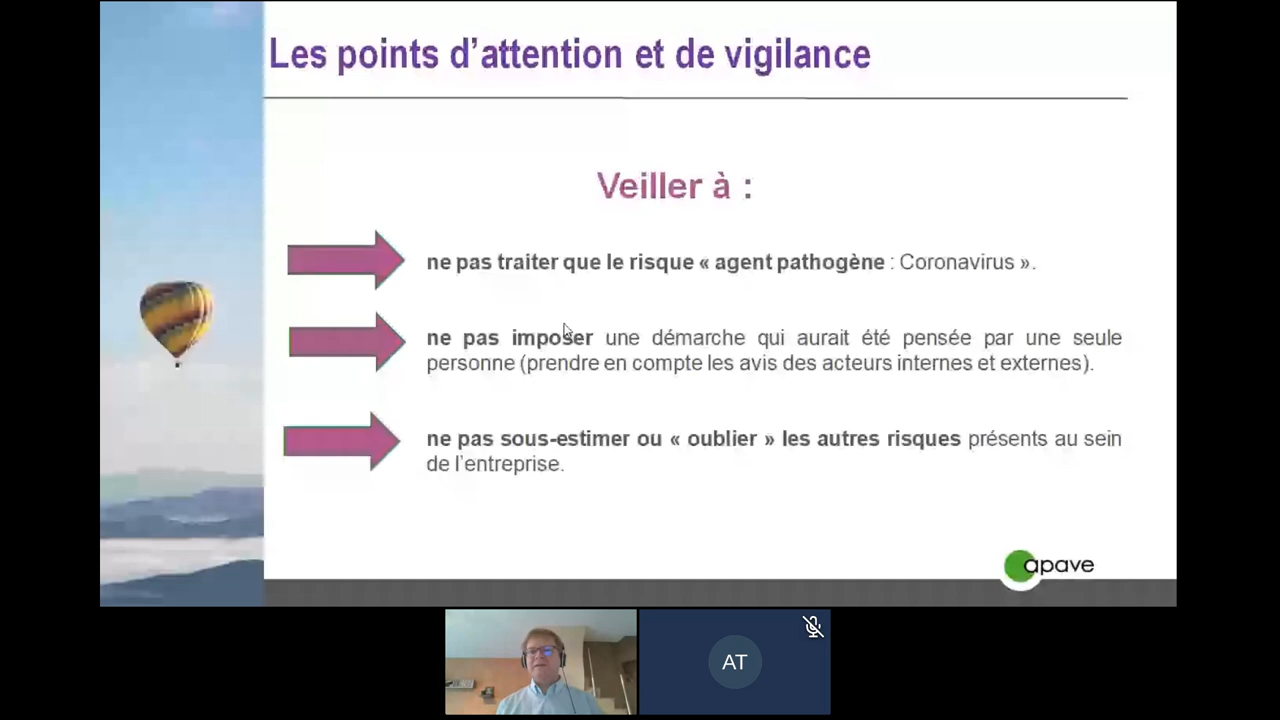 Les points d’attention et de vigilance
Veiller à :
ne pas traiter que le risque « agent pathogène : Coronavirus ».
ne pas imposer une démarche qui aurait été pensée par une seule
personne (prendre en compte les avis des acteurs internes et externes).
ne pas sous-estimer ou « oublier » les autres risques présents au sein
de l’entreprise.
apave
AT